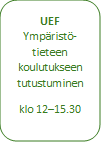 UEF
Ympäristö-
tieteen
koulutukseen
tutustuminen
klo 12–15.30